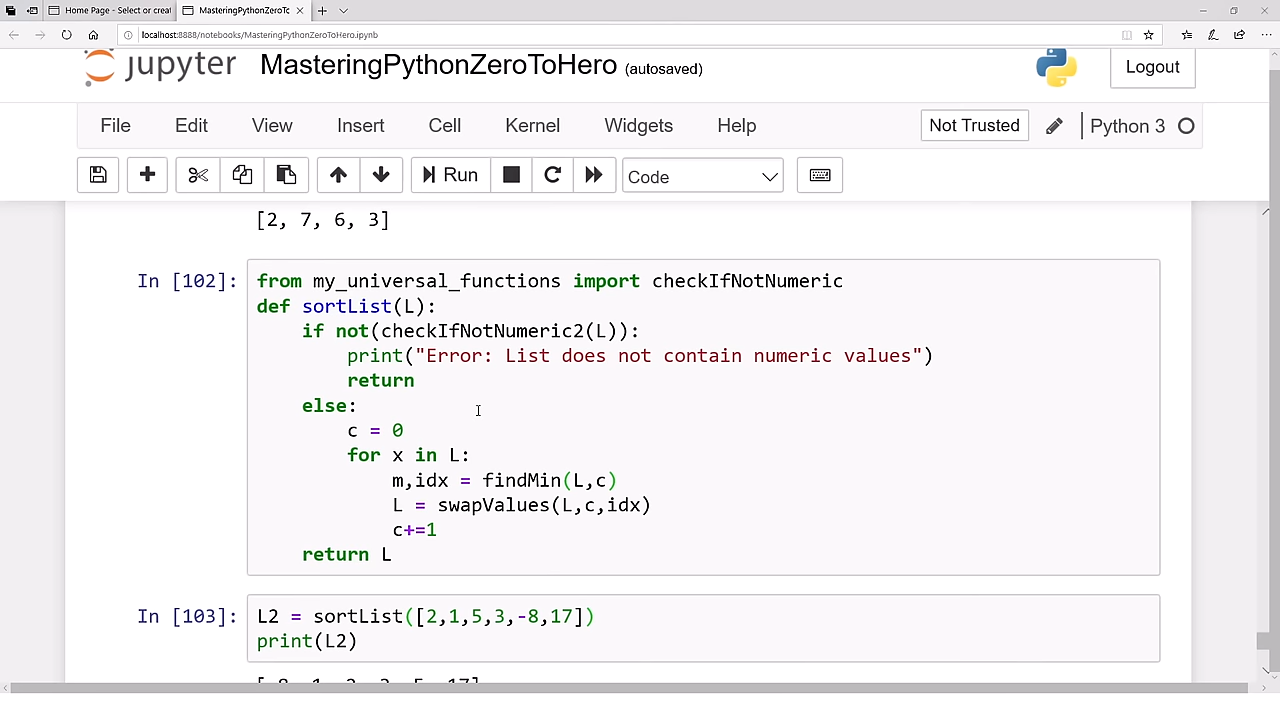 Home Page - Select or creat
MasteringPythonZeroTo
localhost:8888/notebooks/MasteringPythonZeroToHero.ipynb
jupyter MasteringPythonZeroToHero (autosaved)
Logout
File Edit View Insert Cell Kernel Widgets Help
Not Trusted
Python 3
Run
Code
[2, 7, 6, 3]
In [102]:
from my_universal_functions import checkIfNotNumeric
def sortList(L):
    if not(checkIfNotNumeric2(L)):
        print("Error: List does not contain numeric values")
        return
    else:
        c = 0
        for x in L:
            m,idx = findMin(L,c)
            L = swapValues(L,c,idx)
            c+=1
    return L
In [103]:
L2 = sortList([2,1,5,3,-8,17])
print(L2)